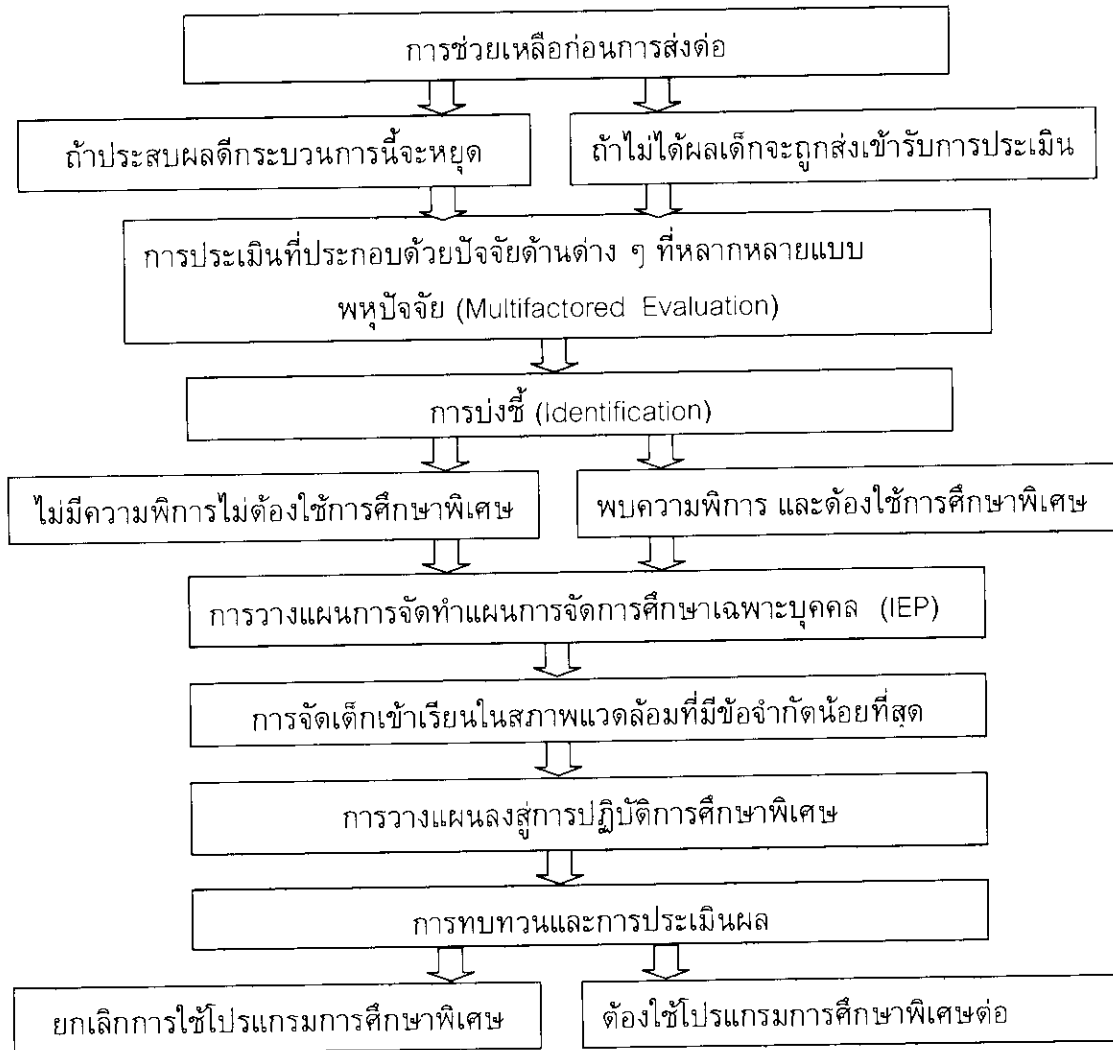 การช่วยเหลือก่อนการส่งต่อ
ถ้าประสบผลดีกระบวนการนี้จะหยุด
ถ้าไม่ได้ผลเด็กจะถูกส่งเข้ารับการประเมิน
การประเมินที่ประกอบด้วยปัจจัยด้านต่าง ๆ ที่หลากหลายแบบ
พหุปัจจัย (Multifactored Evaluation)
การบ่งชี้ (Identification)
ไม่มีความพิการไม่ต้องใช้การศึกษาพิเศษ
พบความพิการ และต้องใช้การศึกษาพิเศษ
การวางแผนการจัดทำแผนการจัดการศึกษาเฉพาะบุคคล (IEP)
การจัดเด็กเข้าเรียนในสภาพแวดล้อมที่มีข้อจำกัดน้อยที่สุด
การวางแผนลงสู่การปฏิบัติการศึกษาพิเศษ
การทบทวนและการประเมินผล
ยกเลิกการใช้โปรแกรมการศึกษาพิเศษ
ต้องใช้โปรแกรมการศึกษาพิเศษต่อ